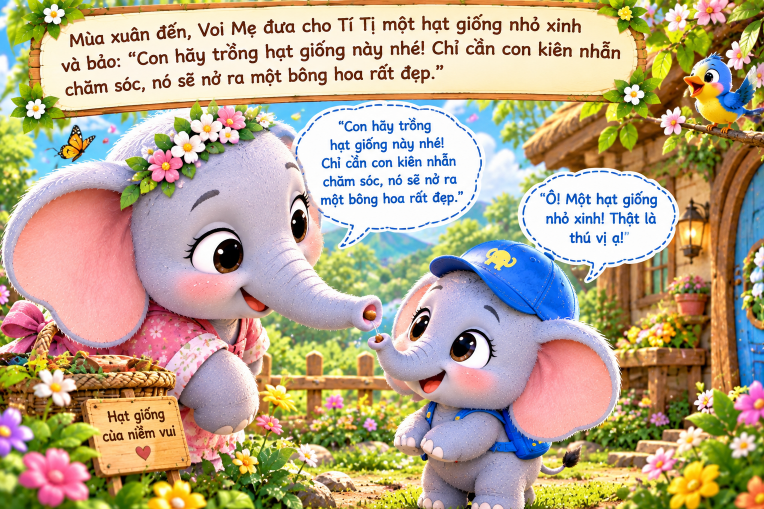 Mùa xuân đến, Voi Mẹ đưa cho Tí Tị một hạt giống nhỏ xinh
và bảo: “Con hãy trồng hạt giống này nhé! Chỉ cần con kiên nhẫn
chăm sóc, nó sẽ nở ra một bông hoa rất đẹp.”
“Con hãy trồng
hạt giống này nhé!
Chỉ cần con kiên nhẫn
chăm sóc, nó sẽ nở ra
một bông hoa rất đẹp.”
“Ô! Một hạt giống
nhỏ xinh! Thật là
thú vị ạ!”
Hạt giống
của niềm vui